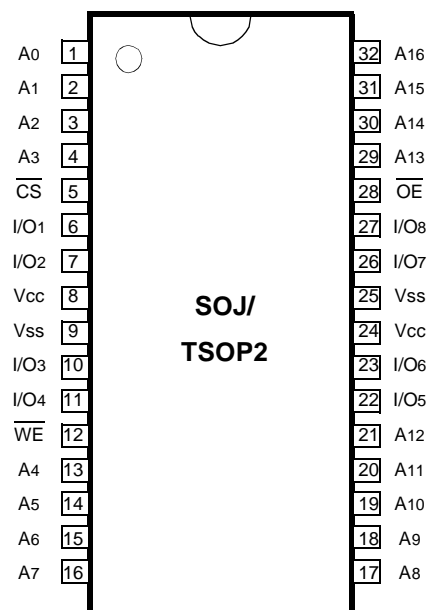 A0 1 32 A16
A1 2 31 A15
A2 3 30 A14
A3 4 29 A13
CS 5 28 OE
I/O1 6 27 I/O8
I/O2 7 26 I/O7
Vcc 8 25 Vss
SOJ/
Vss 9 24 Vcc
TSOP2
I/O3 10 23 I/O6
I/O4 11 22 I/O5
WE 12 21 A12
A4 13 20 A11
A5 14 19 A10
A6 15 18 A9
A7 16 17 A8